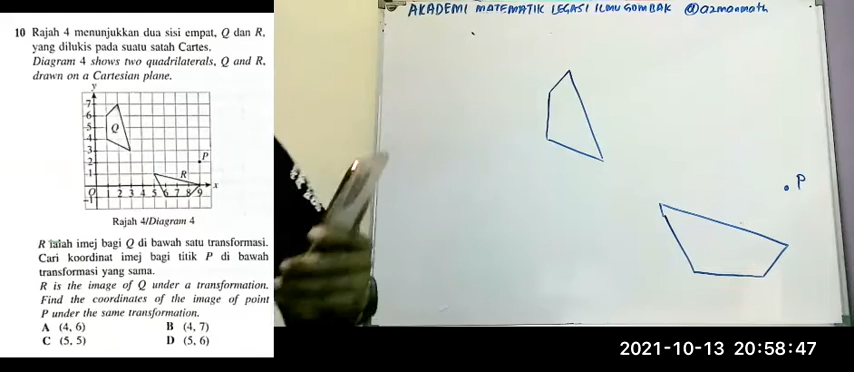 10 Rajah 4 menunjukkan dua sisi empat, Q dan R,
yang dilukis pada suatu satah Cartes.
Diagram 4 shows two quadrilaterals, Q and R,
drawn on a Cartesian plane.
y
7
6
5
4
3
2
1
O 1 2 3 4 5 6 7 8 9 x
-1
Q
P
R
Rajah 4/Diagram 4
R ialah imej bagi Q di bawah satu transformasi.
Cari koordinat imej bagi titik P di bawah
transformasi yang sama.
R is the image of Q under a transformation.
Find the coordinates of the image of point
P under the same transformation.
A (4, 6) B (4, 7)
C (5, 5) D (5, 6)
AKADEMI MATEMATIK LEGASI ILMU GOMBAK @azmanmath
P
2021-10-13 20:58:47